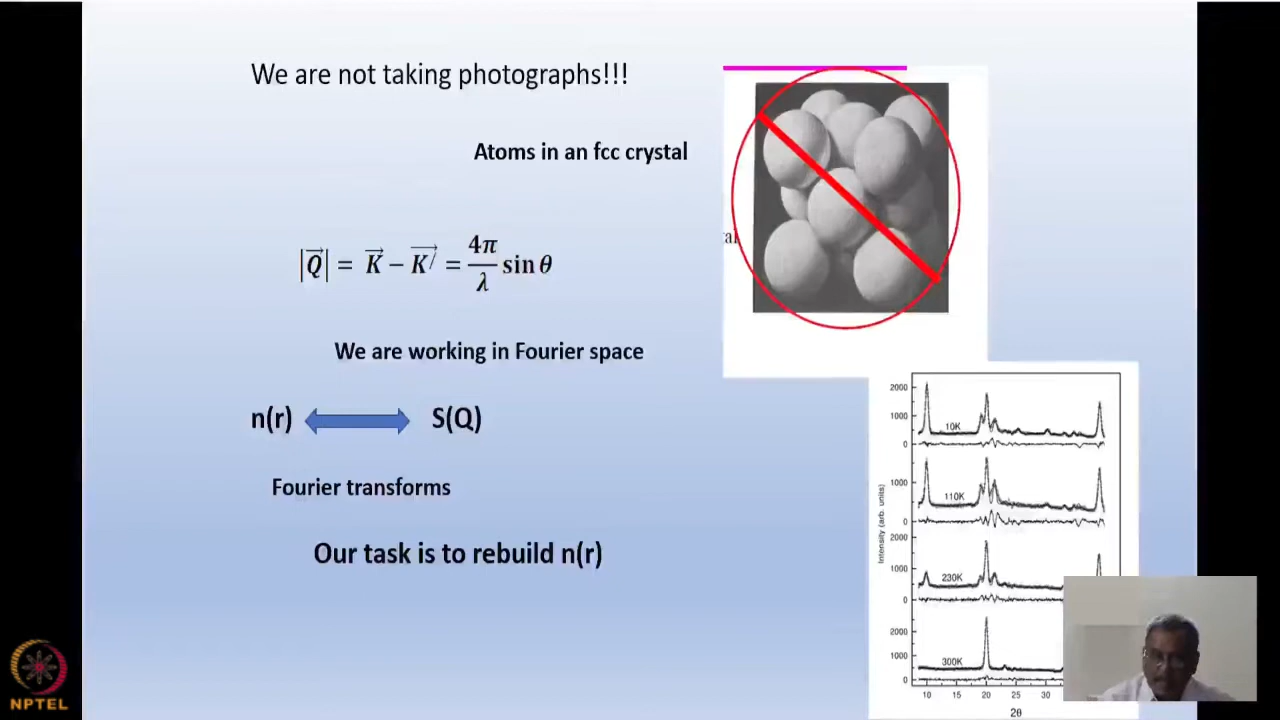 We are not taking photographs!!!
Atoms in an fcc crystal
|Q⃗| = K⃗ − K⃗/ = 4π/λ sin θ
We are working in Fourier space
n(r) S(Q)
Fourier transforms
Our task is to rebuild n(r)
al
2000
1000
0
10K
1000
0
110K
2000
1000
0
230K
2000
1000
0
300K
Intensity (arb. units)
10 15 20 25 30
2θ
NPTEL